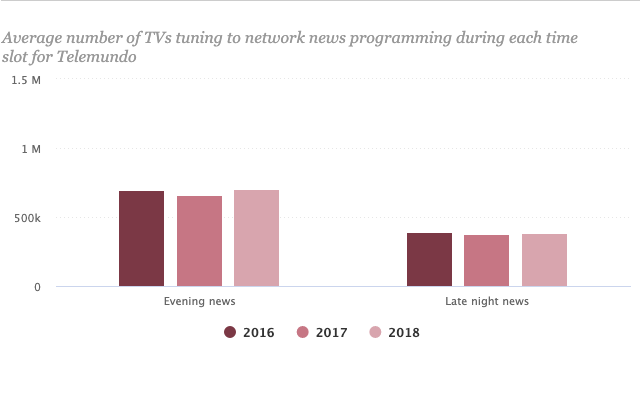 Average number of TVs tuning to network news programming during each time
slot for Telemundo
1.5 M
1 M
500k
0
Evening news
Late night news
2016
2017
2018